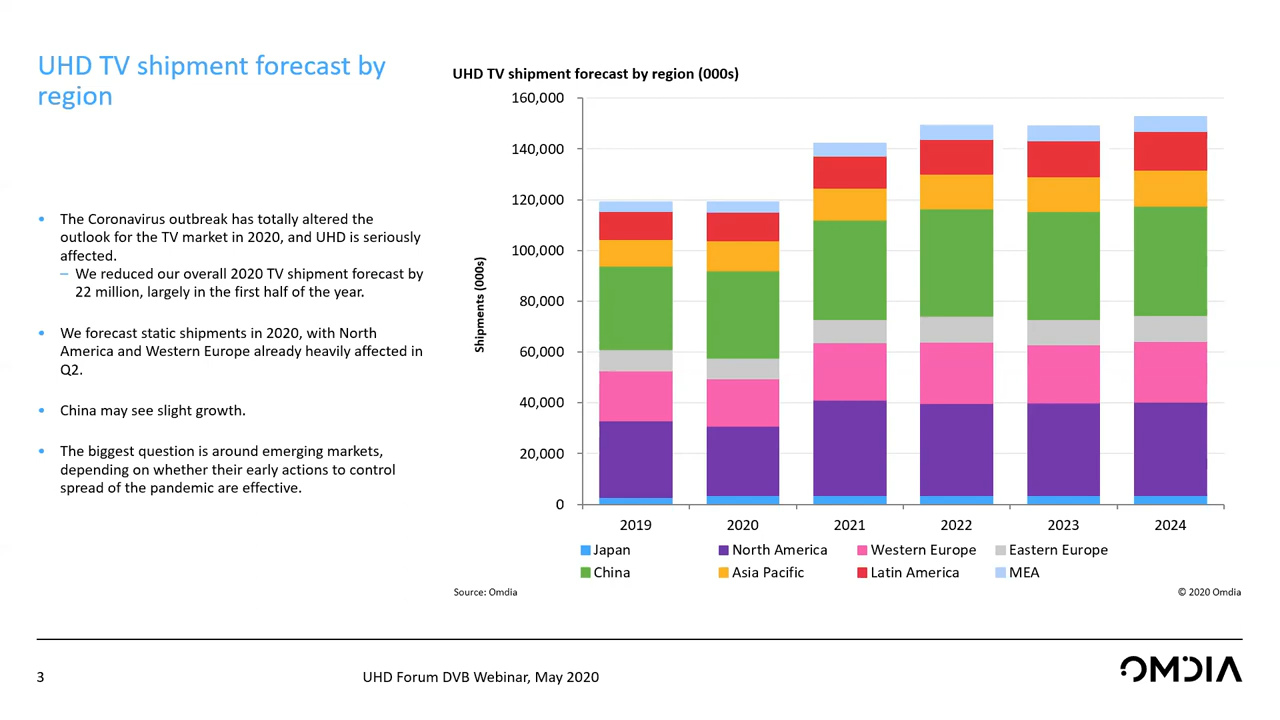 UHD TV shipment forecast by
region
• The Coronavirus outbreak has totally altered the
outlook for the TV market in 2020, and UHD is seriously
affected.
– We reduced our overall 2020 TV shipment forecast by
22 million, largely in the first half of the year.
• We forecast static shipments in 2020, with North
America and Western Europe already heavily affected in
Q2.
• China may see slight growth.
• The biggest question is around emerging markets,
depending on whether their early actions to control
spread of the pandemic are effective.
UHD TV shipment forecast by region (000s)
Shipments (000s)
160,000
140,000
120,000
100,000
80,000
60,000
40,000
20,000
0
2019 2020 2021 2022 2023 2024
Japan North America Western Europe Eastern Europe
China Asia Pacific Latin America MEA
Source: Omdia © 2020 Omdia
3 UHD Forum DVB Webinar, May 2020 OMDIA